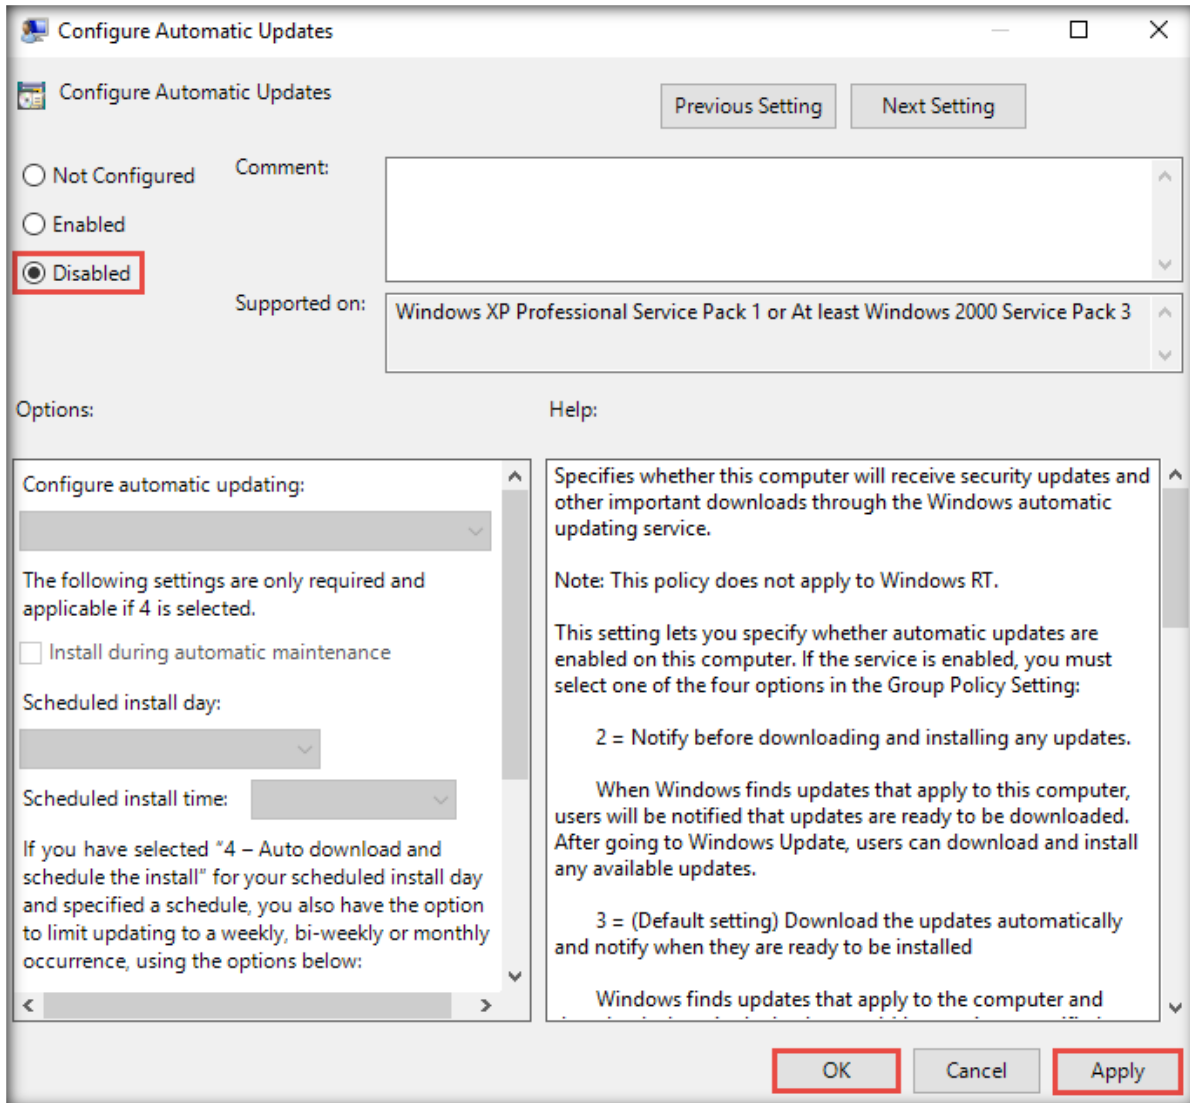 Configure Automatic Updates
Configure Automatic Updates
Previous Setting
Next Setting
Not Configured
Enabled
Disabled
Comment:
Supported on:
Windows XP Professional Service Pack 1 or At least Windows 2000 Service Pack 3
Options:
Help:
Configure automatic updating:
The following settings are only required and
applicable if 4 is selected.
Install during automatic maintenance
Scheduled install day:
Scheduled install time:
If you have selected "4 – Auto download and
schedule the install" for your scheduled install day
and specified a schedule, you also have the option
to limit updating to a weekly, bi-weekly or monthly
occurrence, using the options below:
Specifies whether this computer will receive security updates and
other important downloads through the Windows automatic
updating service.
Note: This policy does not apply to Windows RT.
This setting lets you specify whether automatic updates are
enabled on this computer. If the service is enabled, you must
select one of the four options in the Group Policy Setting:
2 = Notify before downloading and installing any updates.
When Windows finds updates that apply to this computer,
users will be notified that updates are ready to be downloaded.
After going to Windows Update, users can download and install
any available updates.
3 = (Default setting) Download the updates automatically
and notify when they are ready to be installed
Windows finds updates that apply to the computer and
OK
Cancel
Apply